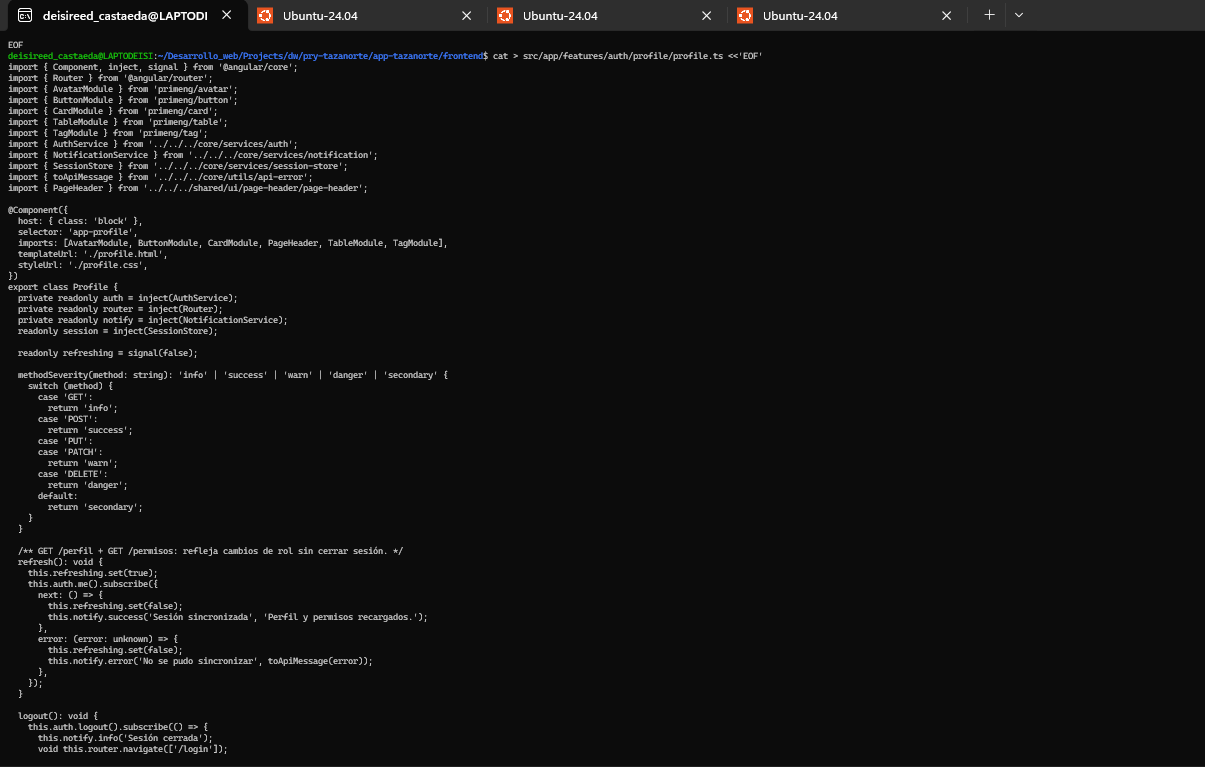 deisireed_castaeda@LAPTODI
Ubuntu-24.04
Ubuntu-24.04
Ubuntu-24.04
EOF
deisireed_castaeda@LAPTODEISI:~/Desarrollo_web/Projects/dw/pry-tazanorte/app-tazanorte/frontend$ cat > src/app/features/auth/profile/profile.ts <<'EOF'
import { Component, inject, signal } from '@angular/core';
import { Router } from '@angular/router';
import { AvatarModule } from 'primeng/avatar';
import { ButtonModule } from 'primeng/button';
import { CardModule } from 'primeng/card';
import { TableModule } from 'primeng/table';
import { TagModule } from 'primeng/tag';
import { AuthService } from '../../../core/services/auth';
import { NotificationService } from '../../../core/services/notification';
import { SessionStore } from '../../../core/services/session-store';
import { toApiMessage } from '../../../core/utils/api-error';
import { PageHeader } from '../../../shared/ui/page-header/page-header';

@Component({
  host: { class: 'block' },
  selector: 'app-profile',
  imports: [AvatarModule, ButtonModule, CardModule, PageHeader, TableModule, TagModule],
  templateUrl: './profile.html',
  styleUrl: './profile.css',
})
export class Profile {
  private readonly auth = inject(AuthService);
  private readonly router = inject(Router);
  private readonly notify = inject(NotificationService);
  readonly session = inject(SessionStore);

  readonly refreshing = signal(false);

  methodSeverity(method: string): 'info' | 'success' | 'warn' | 'danger' | 'secondary' {
    switch (method) {
      case 'GET':
        return 'info';
      case 'POST':
        return 'success';
      case 'PUT':
      case 'PATCH':
        return 'warn';
      case 'DELETE':
        return 'danger';
      default:
        return 'secondary';
    }
  }

  /** GET /perfil + GET /permisos: refleja cambios de rol sin cerrar sesión. */
  refresh(): void {
    this.refreshing.set(true);
    this.auth.me().subscribe({
      next: () => {
        this.refreshing.set(false);
        this.notify.success('Sesión sincronizada', 'Perfil y permisos recargados.');
      },
      error: (error: unknown) => {
        this.refreshing.set(false);
        this.notify.error('No se pudo sincronizar', toApiMessage(error));
      },
    });
  }

  logout(): void {
    this.auth.logout().subscribe(() => {
      this.notify.info('Sesión cerrada');
      void this.router.navigate(['/login']);